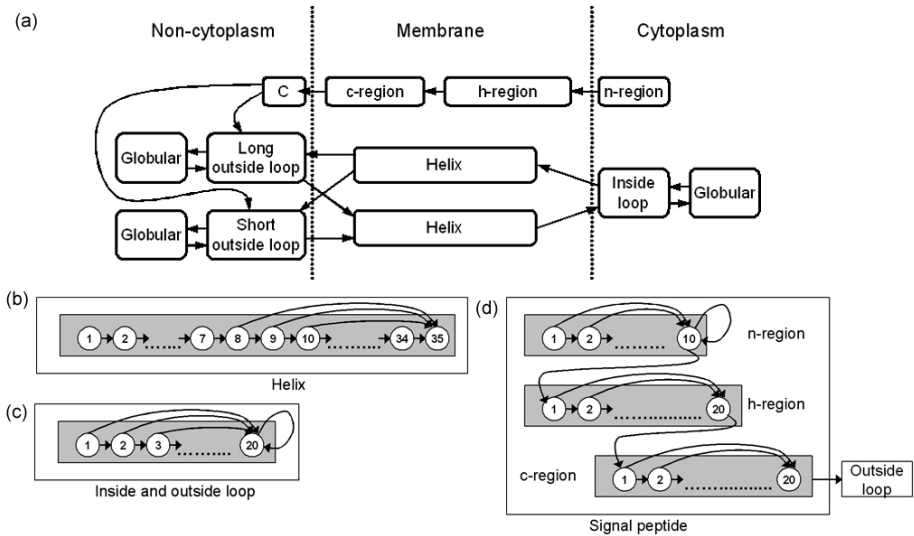 (a)
Non-cytoplasm
Membrane
Cytoplasm
C
c-region
h-region
n-region
Globular
Long
outside loop
Helix
Inside
loop
Globular
Globular
Short
outside loop
Helix
(b)
1 2 ........ 7 8 9 10 ........ 34 35
Helix
(c)
1 2 3 .......... 20
Inside and outside loop
(d)
1 2 ......... 10
n-region
1 2 ................ 20
h-region
c-region
1 2 ................ 20
Outside
loop
Signal peptide